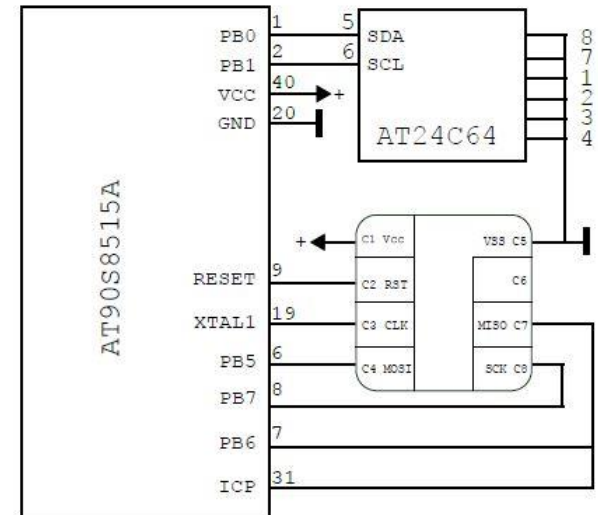 AT90S8515A
PB0 1
PB1 2
VCC 40 +
GND 20
RESET 9
XTAL1 19
PB5 6
PB7 8
PB6 7
ICP 31
5 SDA 8
6 SCL 7
1
2
3
AT24C64 4
+ C1 Vcc VSS C5
C2 RST C6
C3 CLK MISO C7
C4 MOSI SCK C8